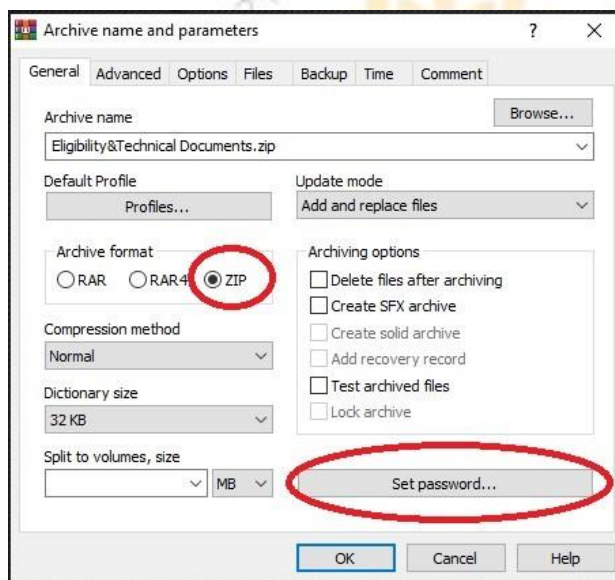 Archive name and parameters ?
General Advanced Options Files Backup Time Comment
Archive name
Browse...
Eligibility&Technical Documents.zip
Default Profile
Profiles...
Update mode
Add and replace files
Archive format
RAR RAR4 ZIP
Compression method
Normal
Dictionary size
32 KB
Split to volumes, size
MB
Archiving options
Delete files after archiving
Create SFX archive
Create solid archive
Add recovery record
Test archived files
Lock archive
Set password...
OK Cancel Help